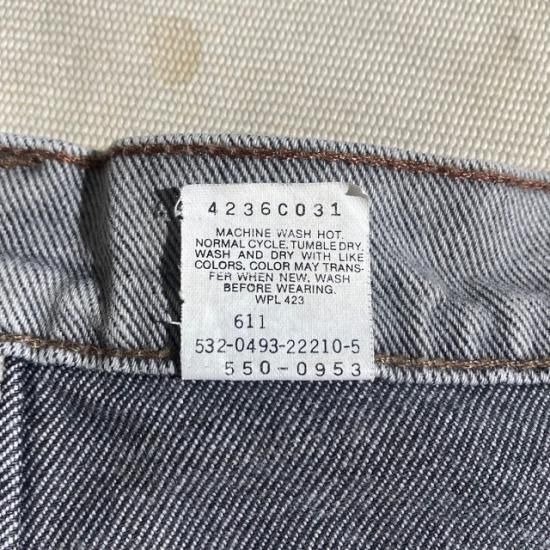 4236C031
MACHINE WASH HOT.
NORMAL CYCLE. TUMBLE DRY.
WASH AND DRY WITH LIKE
COLORS. COLOR MAY TRANS-
FER WHEN NEW. WASH
BEFORE WEARING.
WPL 423
611
532-0493-22210-5
550-0953